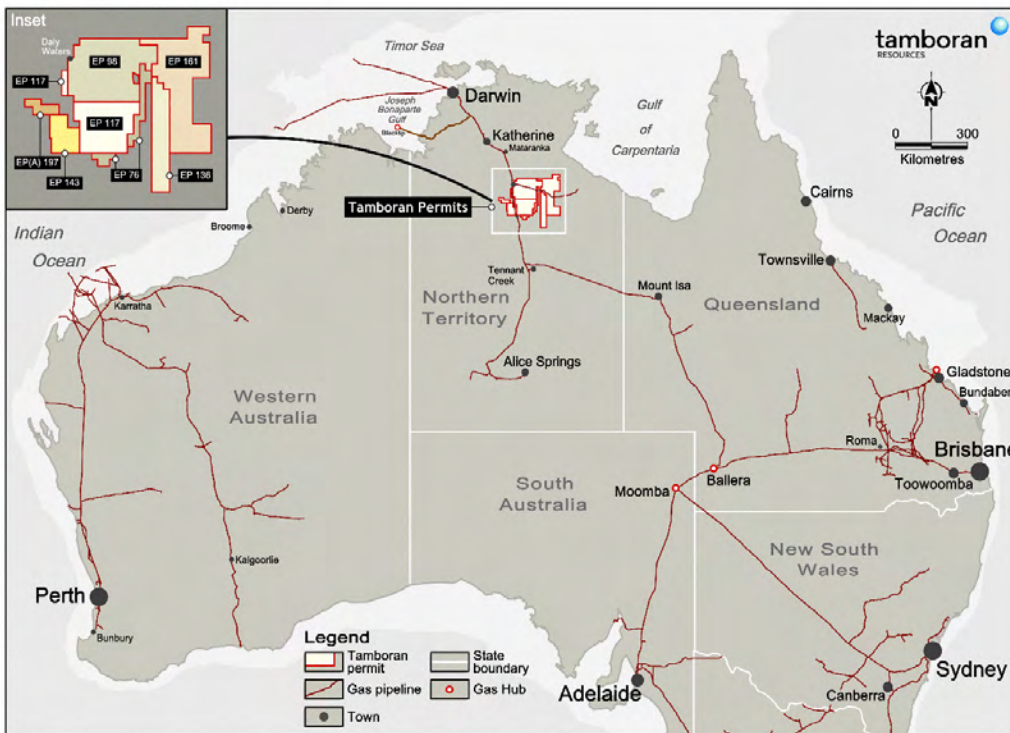 Inset
Daly
Waters
EP 98
EP 161
EP 117
EP 117
EP(A) 197
EP 143
EP 76
EP 136
Timor Sea
Joseph
Bonaparte
Gulf
Blacktip
Darwin
Katherine
Mataranka
Gulf
of
Carpentaria
tamboran
RESOURCES
N
0 300
Kilometres
Tamboran Permits
Cairns
Pacific
Ocean
Derby
Broome
Indian
Ocean
Townsville
Tennant
Creek
Mount Isa
Karratha
Northern
Territory
Queensland
Mackay
Alice Springs
Gladstone
Bundaber
Western
Australia
Roma
Brisbane
Toowoomba
Ballera
Moomba
South
Australia
New South
Wales
Kalgoorlie
Perth
Bunbury
Sydney
Canberra
Adelaide
Legend
Tamboran
permit
State
boundary
Gas pipeline
Gas Hub
Town